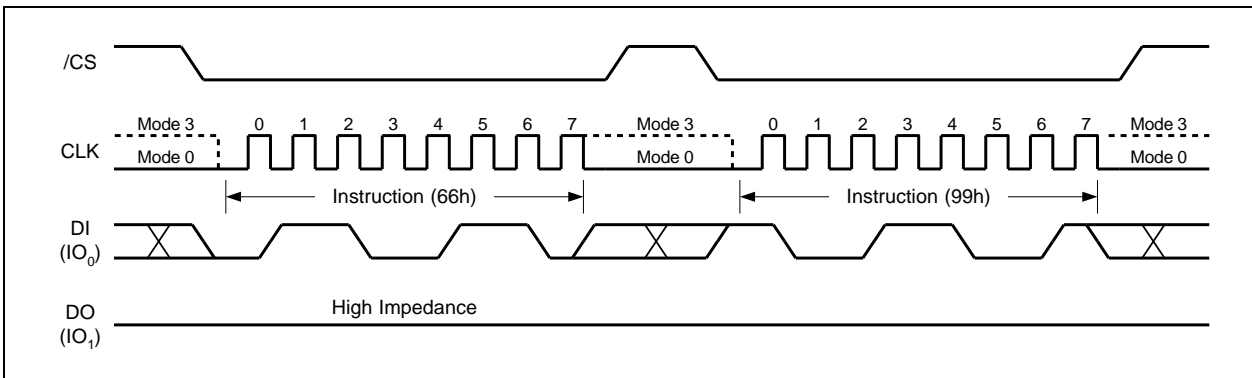 /CS
Mode 3 0 1 2 3 4 5 6 7 Mode 3 0 1 2 3 4 5 6 7 Mode 3
CLK
Mode 0 Mode 0 Mode 0
Instruction (66h) Instruction (99h)
DI
(IO₀)
High Impedance
DO
(IO₁)